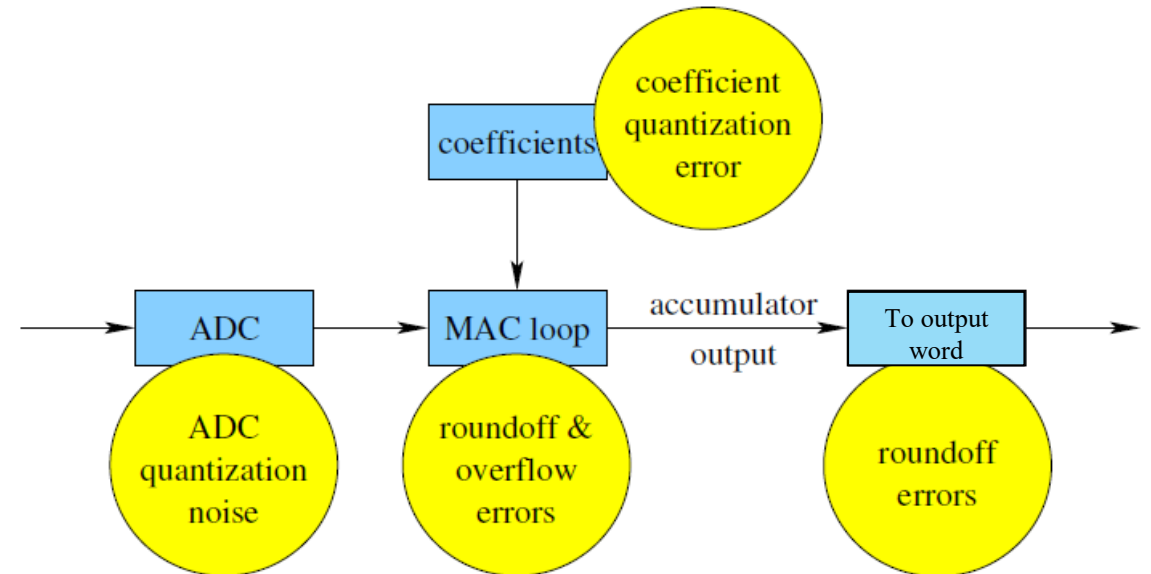 coefficient
quantization
error
coefficients
ADC
MAC loop
accumulator
output
To output
word
ADC
quantization
noise
roundoff &
overflow
errors
roundoff
errors